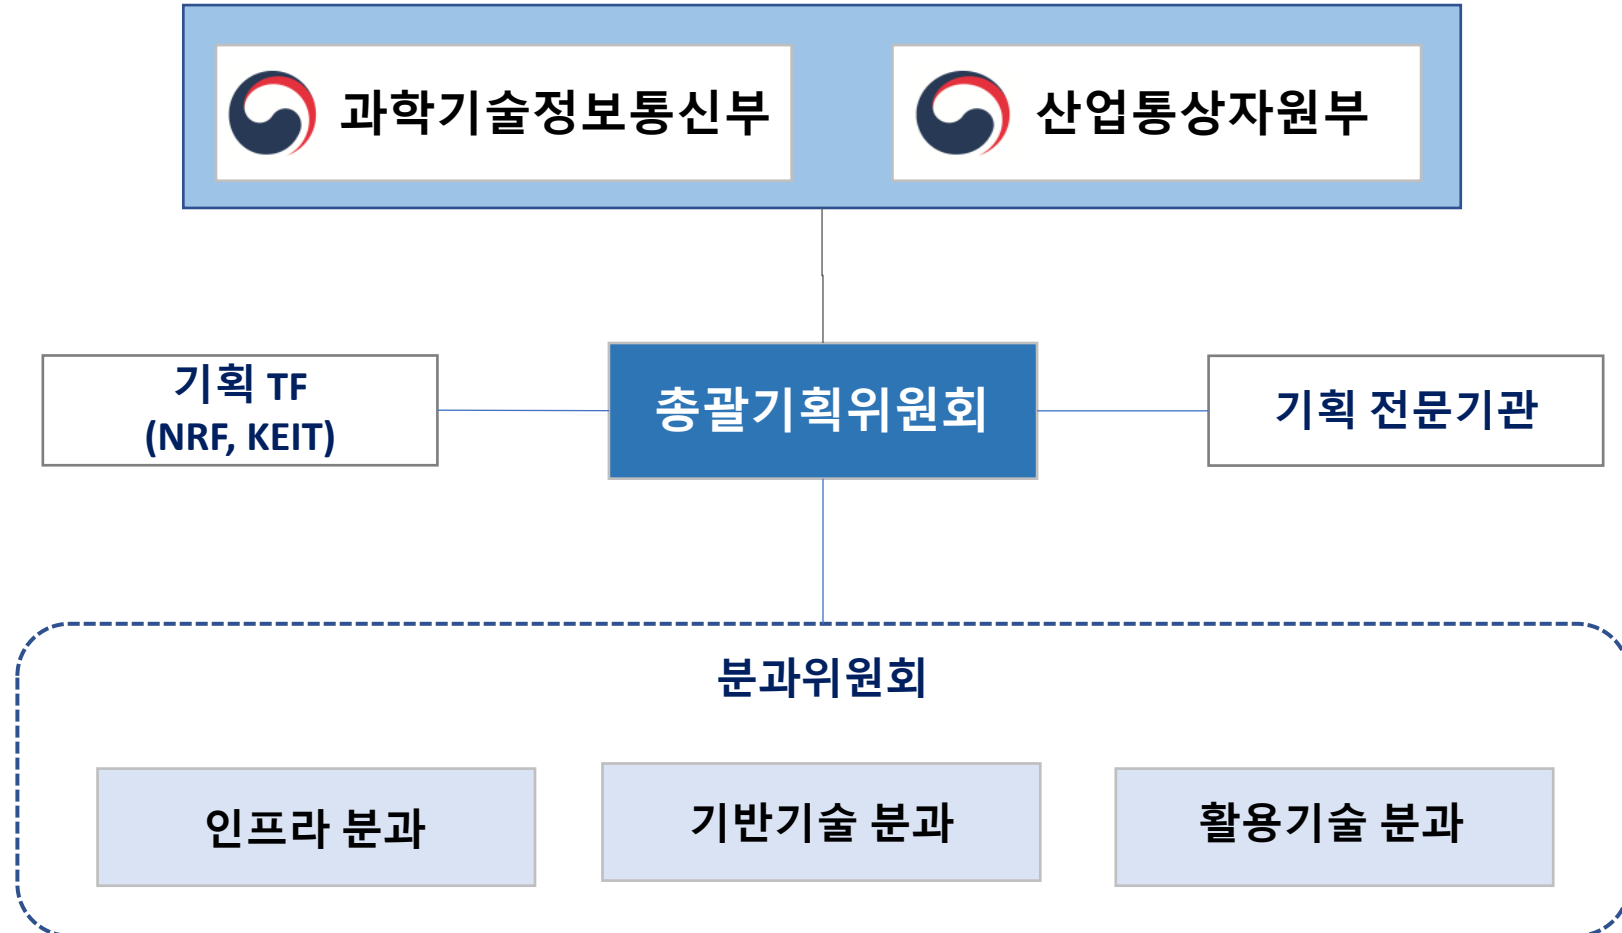 과학기술정보통신부
산업통상자원부
기획 TF
(NRF, KEIT)
총괄기획위원회
기획 전문기관
분과위원회
인프라 분과
기반기술 분과
활용기술 분과